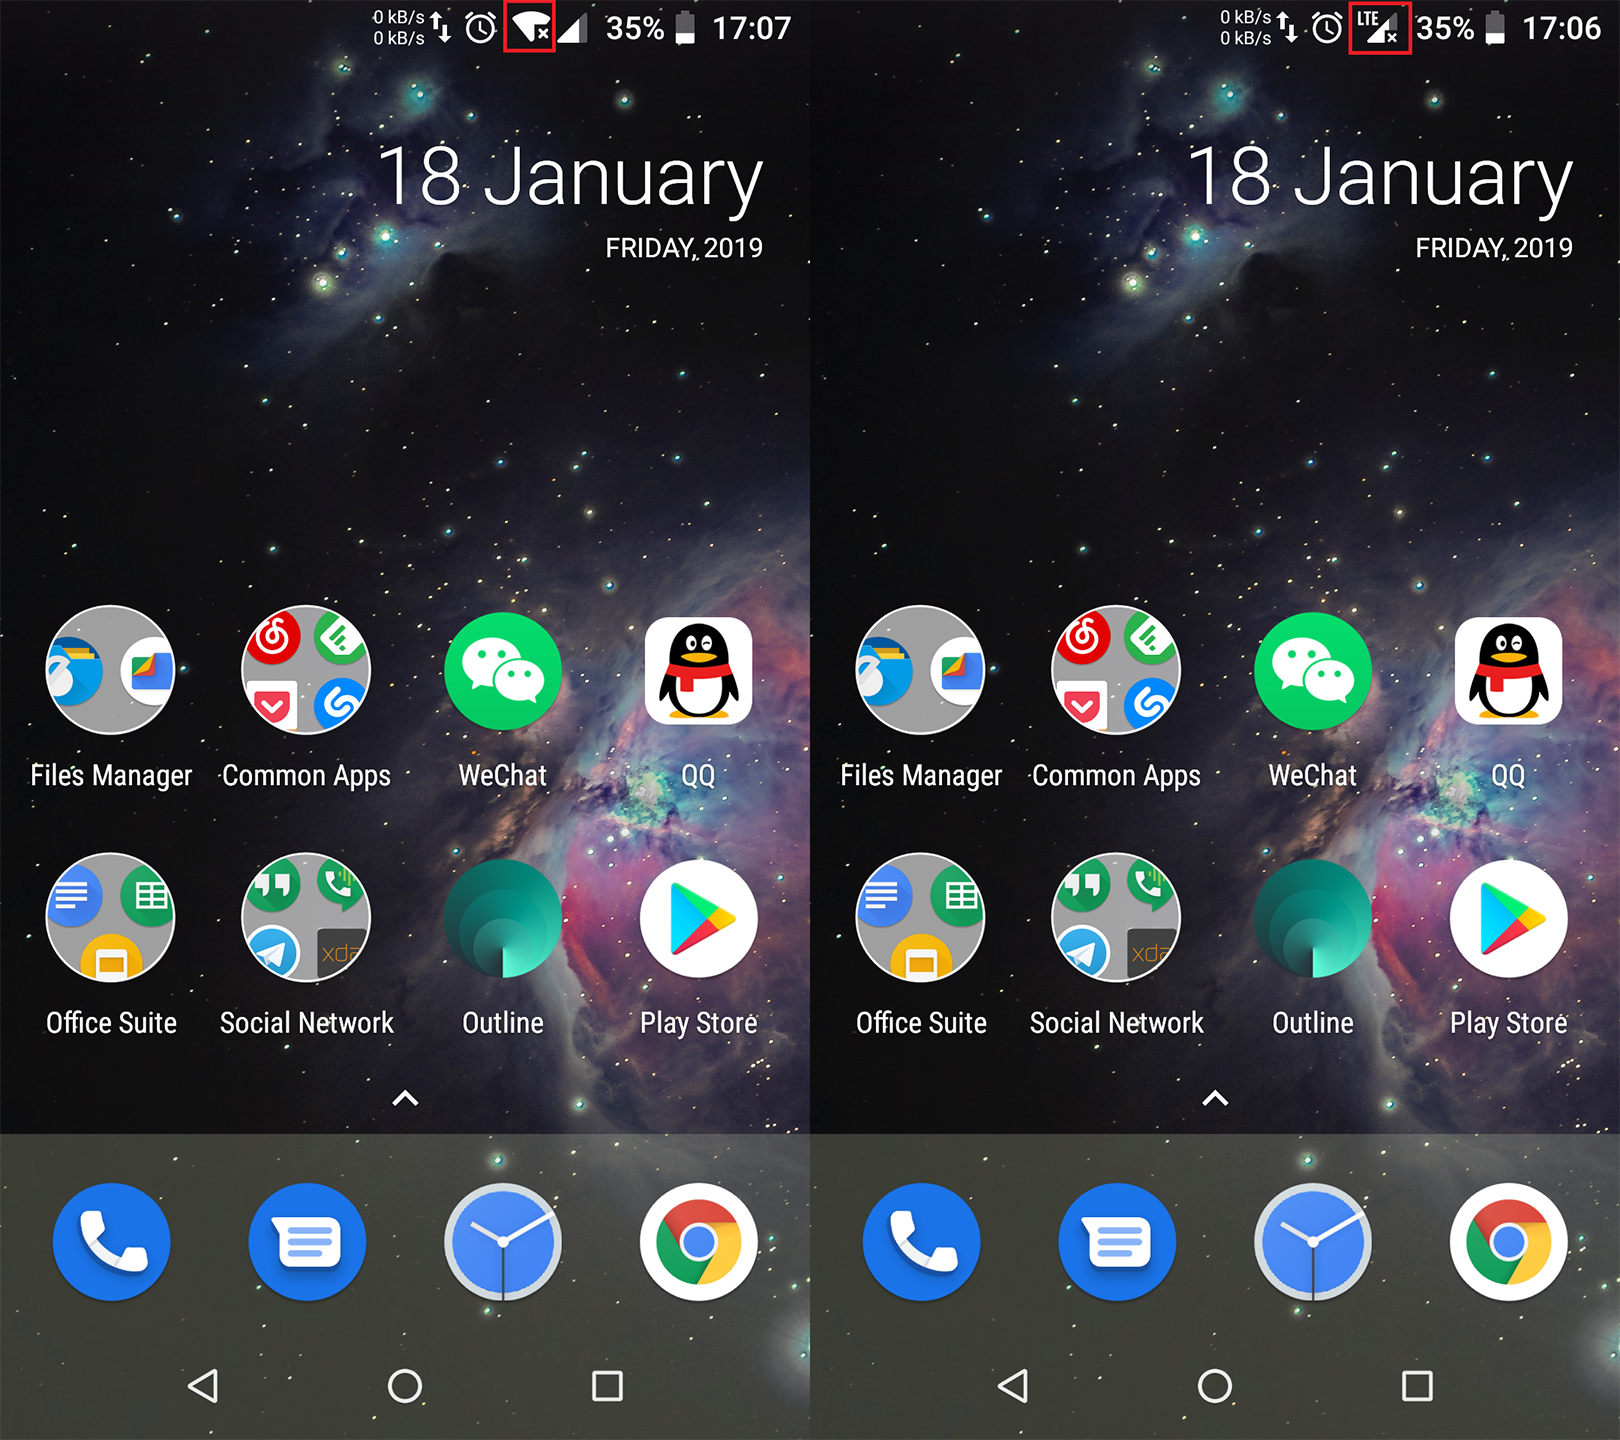 0 kB/s
0 kB/s
35%
17:07
18 January
FRIDAY, 2019
Files Manager
Common Apps
WeChat
QQ
xda
Office Suite
Social Network
Outline
Play Store
0 kB/s
0 kB/s
LTE
35%
17:06
18 January
FRIDAY, 2019
Files Manager
Common Apps
WeChat
QQ
xda
Office Suite
Social Network
Outline
Play Store